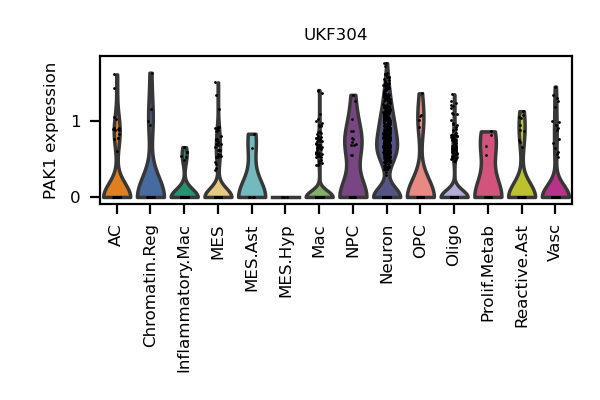 UKF304
PAK1 expression
1
0
AC
Chromatin.Reg
Inflammatory.Mac
MES
MES.Ast
MES.Hyp
Mac
NPC
Neuron
OPC
Oligo
Prolif.Metab
Reactive.Ast
Vasc